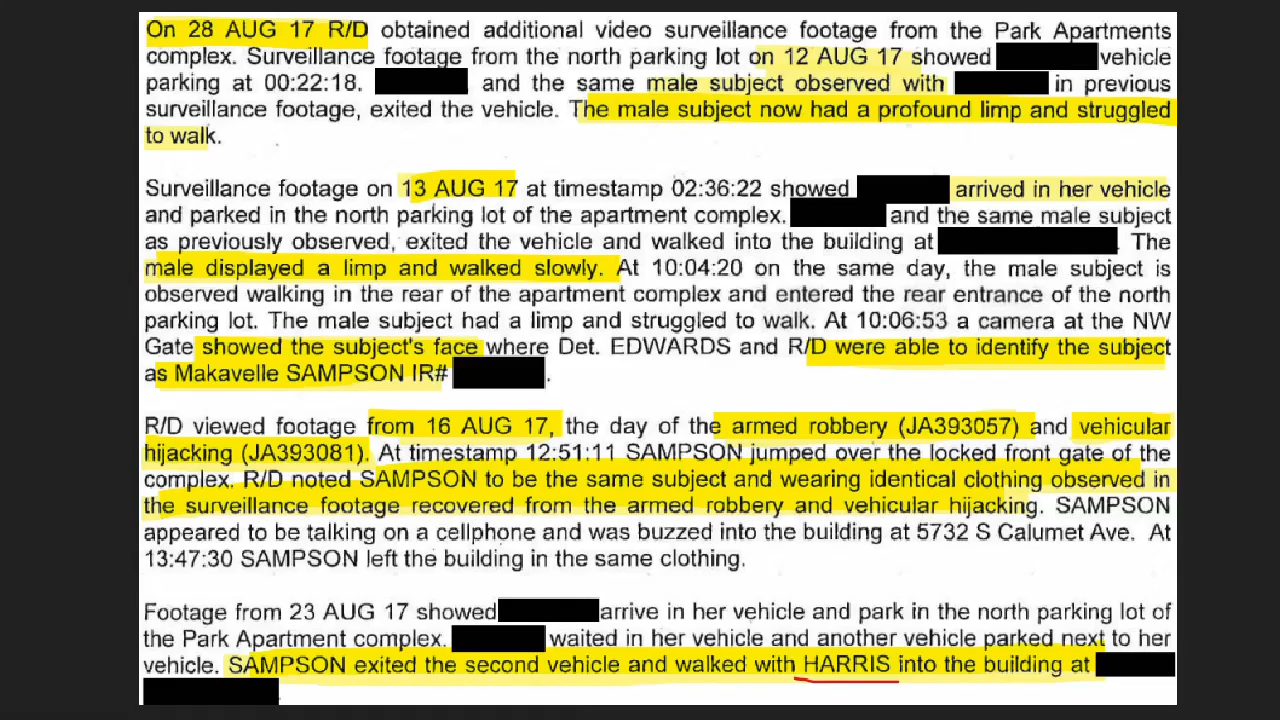 On 28 AUG 17 R/D obtained additional video surveillance footage from the Park Apartments
complex. Surveillance footage from the north parking lot on 12 AUG 17 showed vehicle
parking at 00:22:18. and the same male subject observed with in previous
surveillance footage, exited the vehicle. The male subject now had a profound limp and struggled
to walk.
Surveillance footage on 13 AUG 17 at timestamp 02:36:22 showed arrived in her vehicle
and parked in the north parking lot of the apartment complex. and the same male subject
as previously observed, exited the vehicle and walked into the building at . The
male displayed a limp and walked slowly. At 10:04:20 on the same day, the male subject is
observed walking in the rear of the apartment complex and entered the rear entrance of the north
parking lot. The male subject had a limp and struggled to walk. At 10:06:53 a camera at the NW
Gate showed the subject's face where Det. EDWARDS and R/D were able to identify the subject
as Makavelle SAMPSON IR# .
R/D viewed footage from 16 AUG 17, the day of the armed robbery (JA393057) and vehicular
hijacking (JA393081). At timestamp 12:51:11 SAMPSON jumped over the locked front gate of the
complex. R/D noted SAMPSON to be the same subject and wearing identical clothing observed in
the surveillance footage recovered from the armed robbery and vehicular hijacking. SAMPSON
appeared to be talking on a cellphone and was buzzed into the building at 5732 S Calumet Ave. At
13:47:30 SAMPSON left the building in the same clothing.
Footage from 23 AUG 17 showed arrive in her vehicle and park in the north parking lot of
the Park Apartment complex. waited in her vehicle and another vehicle parked next to her
vehicle. SAMPSON exited the second vehicle and walked with HARRIS into the building at
.